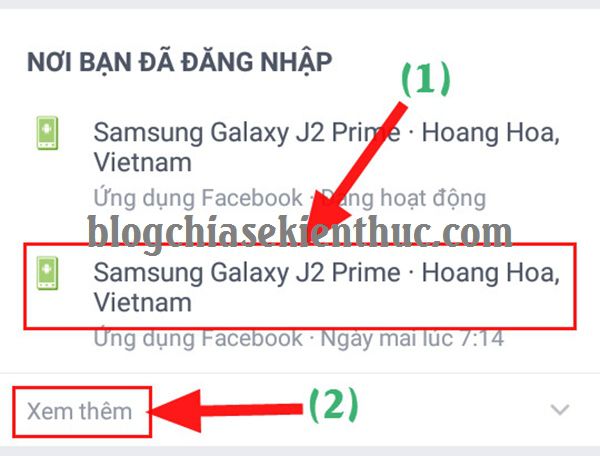 NƠI BẠN ĐÃ ĐĂNG NHẬP
(1)
Samsung Galaxy J2 Prime · Hoang Hoa,
Vietnam
Ứng dụng Facebook · Đang hoạt động
blogchiasekienthuc.com
Samsung Galaxy J2 Prime · Hoang Hoa,
Vietnam
Ứng dụng Facebook · Ngày mai lúc 7:14
Xem thêm
(2)